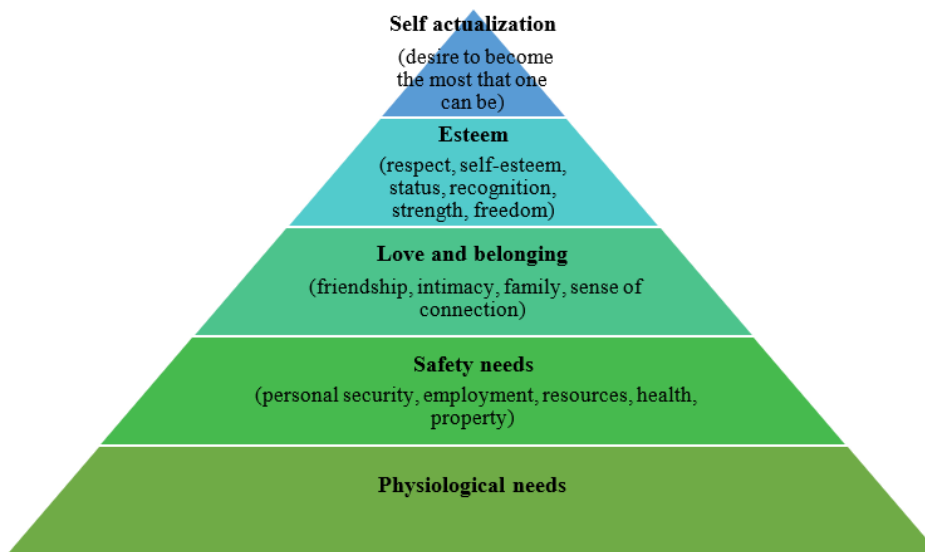 Self actualization
(desire to become
the most that one
can be)
Esteem
(respect, self-esteem,
status, recognition,
strength, freedom)
Love and belonging
(friendship, intimacy, family, sense of
connection)
Safety needs
(personal security, employment, resources, health,
property)
Physiological needs